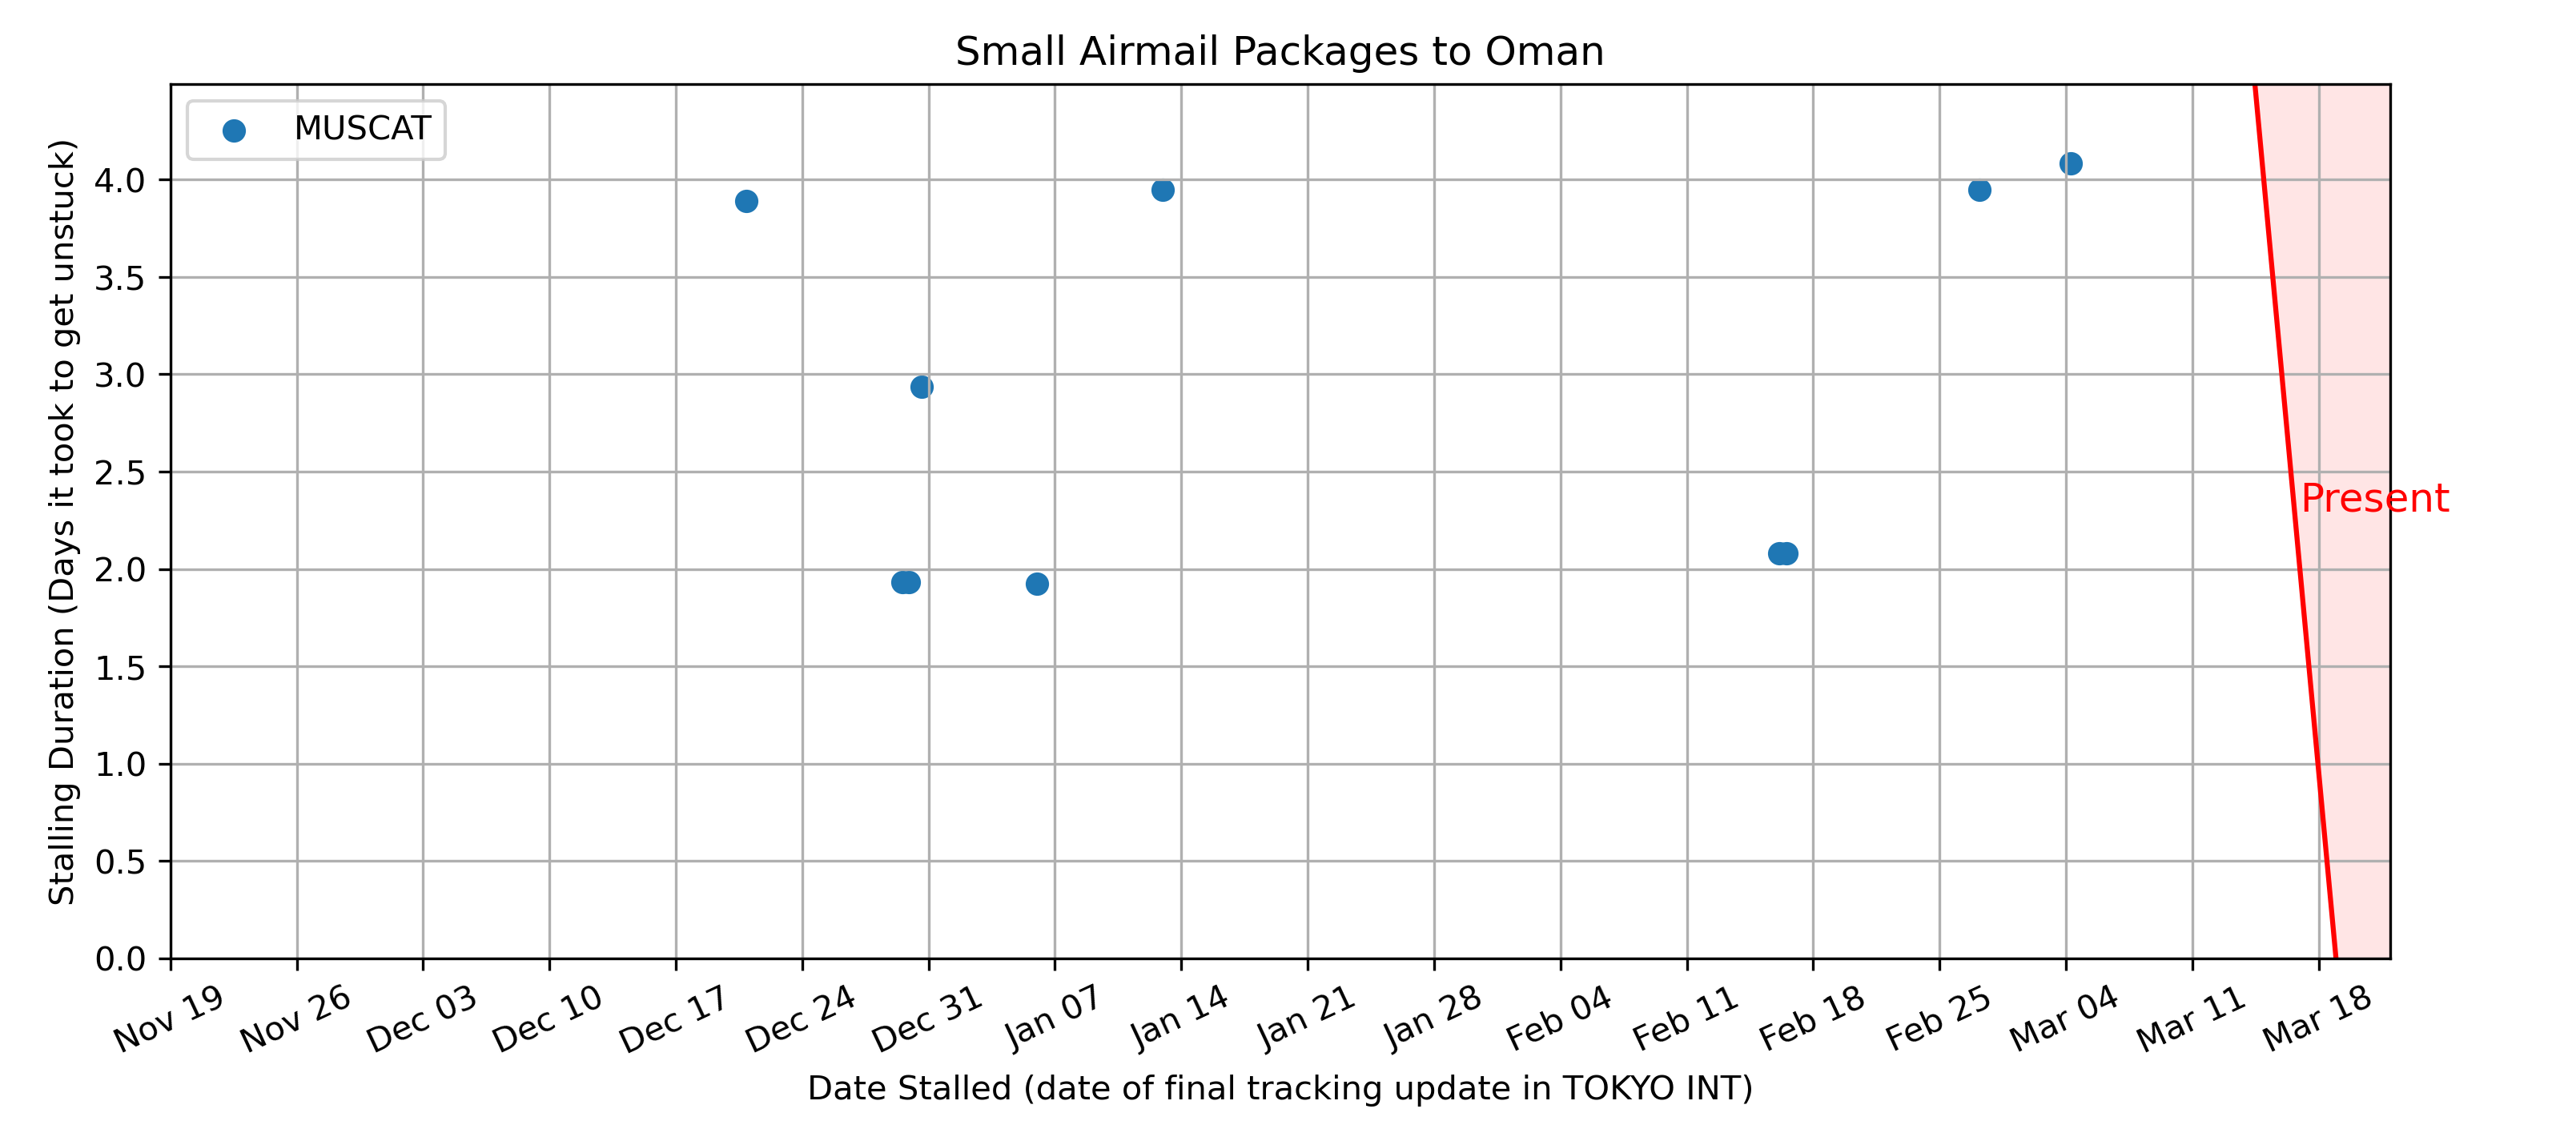 Small Airmail Packages to Oman
MUSCAT
Stalling Duration (Days it took to get unstuck)
4.0
3.5
3.0
2.5
2.0
1.5
1.0
0.5
0.0
Present
Nov 19 Nov 26 Dec 03 Dec 10 Dec 17 Dec 24 Dec 31 Jan 07 Jan 14 Jan 21 Jan 28 Feb 04 Feb 11 Feb 18 Feb 25 Mar 04 Mar 11 Mar 18
Date Stalled (date of final tracking update in TOKYO INT)